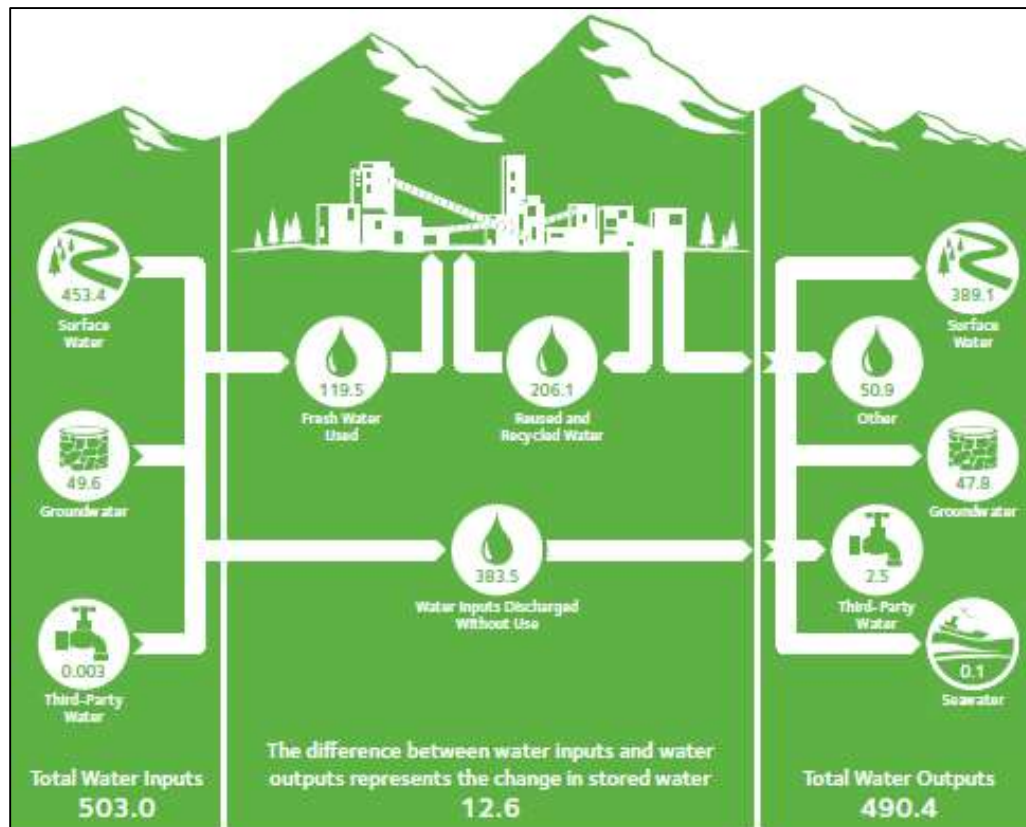 453.4
Surface
Water
49.6
Groundwater
0.003
Third-Party
Water
Total Water Inputs
503.0
119.5
Fresh Water
Used
206.1
Reused and
Recycled Water
383.5
Water Inputs Discharged
Without Use
The difference between water inputs and water
outputs represents the change in stored water
12.6
389.1
Surface
Water
50.9
Other
47.8
Groundwater
2.5
Third-Party
Water
0.1
Seawater
Total Water Outputs
490.4